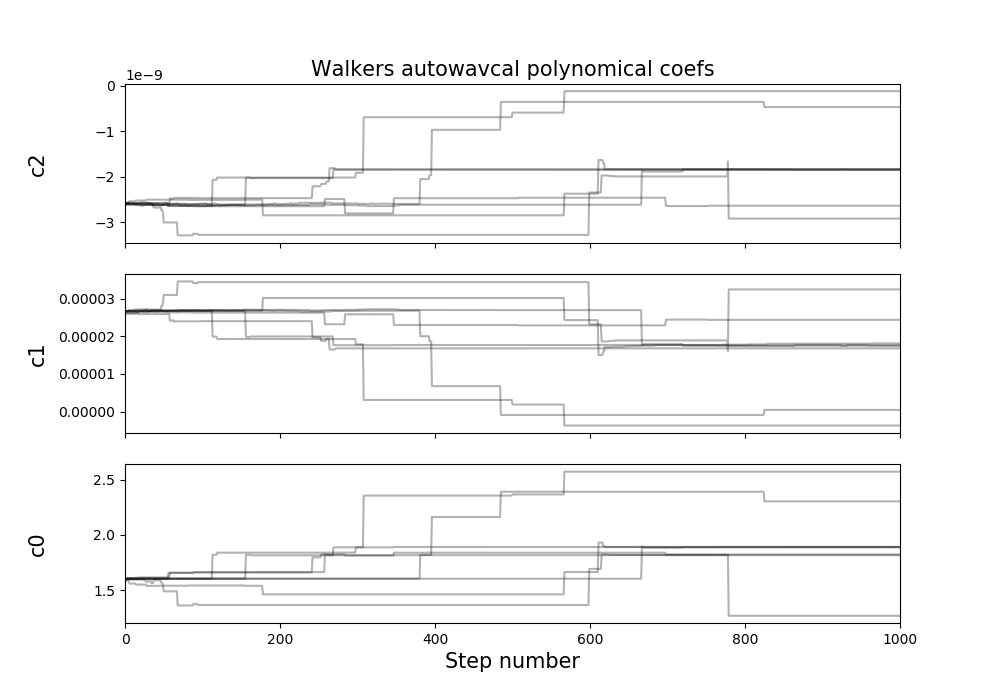 Walkers autowavcal polynomical coefs
1e−9
0
−1
−2
−3
c2
0.00003
0.00002
0.00001
0.00000
c1
2.5
2.0
1.5
c0
0 200 400 600 800 1000
Step number